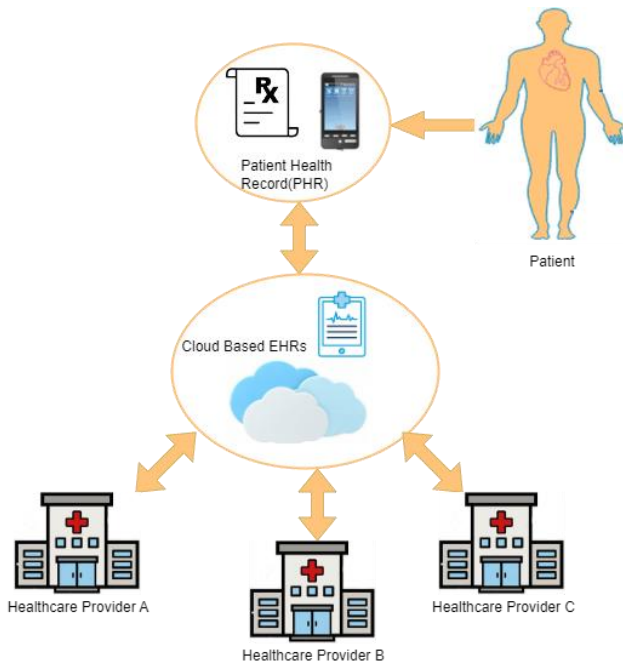 Rx
Patient Health
Record(PHR)
Patient
Cloud Based EHRs
Healthcare Provider A
Healthcare Provider C
Healthcare Provider B